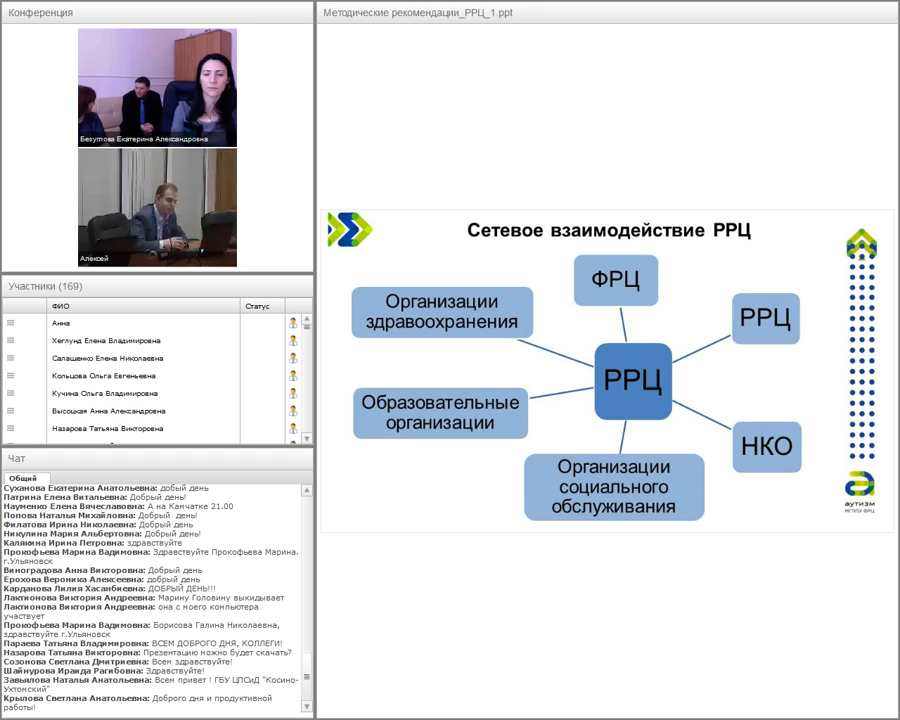 Конференция
Безуглова Екатерина Александровна
Алексей
Участники (169)
ФИО
Статус
Анна
Хеглунд Елена Владимировна
Салащенко Елена Николаевна
Кольцова Ольга Евгеньевна
Кучина Ольга Владимировна
Высоцкая Анна Александровна
Назарова Татьяна Викторовна
Чат
Общий
Суханова Екатерина Анатольевна: добый день
Патрина Елена Витальевна: Добрый день!
Науменко Елена Вячеславовна: А на Камчатке 21.00
Попова Наталья Михайловна: Добрый день!
Филатова Ирина Николаевна: Добрый день
Никулина Мария Альбертовна: Добрый день!
Калякина Ирина Петровна: здравствуйте
Прокофьева Марина Вадимовна: Здравствуйте Прокофьева Марина.
г.Ульяновск
Виноградова Анна Викторовна: Добрый день
Ерохова Вероника Алексеевна: добрый день
Карданова Лилия Хасанбиевна: ДОБРЫЙ ДЕНЬ!!!
Лактионова Виктория Андреевна: Марину Головину выкидывает
Лактионова Виктория Андреевна: она с моего компьютера
участвует
Прокофьева Марина Вадимовна: Борисова Галина Николаевна,
здравствуйте г.Ульяновск
Параева Татьяна Владимировна: ВСЕМ ДОБРОГО ДНЯ, КОЛЛЕГИ!
Назарова Татьяна Викторовна: Презентацию можно будет скачать?
Созонова Светлана Дмитриевна: Всем здравствуйте!
Шайнурова Ираида Рагибовна: Здравствуйте!
Завьялова Наталья Анатольевна: Всем привет ! ГБУ ЦПСиД "Косино-
Ухтомский"
Крылова Светлана Анатольевна: Доброго дня и продуктивной
работы!
Методические рекомендации_РРЦ_1.ppt
Сетевое взаимодействие РРЦ
ФРЦ
Организации
здравоохранения
РРЦ
РРЦ
Образовательные
организации
НКО
Организации
социального
обслуживания
аутизм
МГППУ ФРЦ